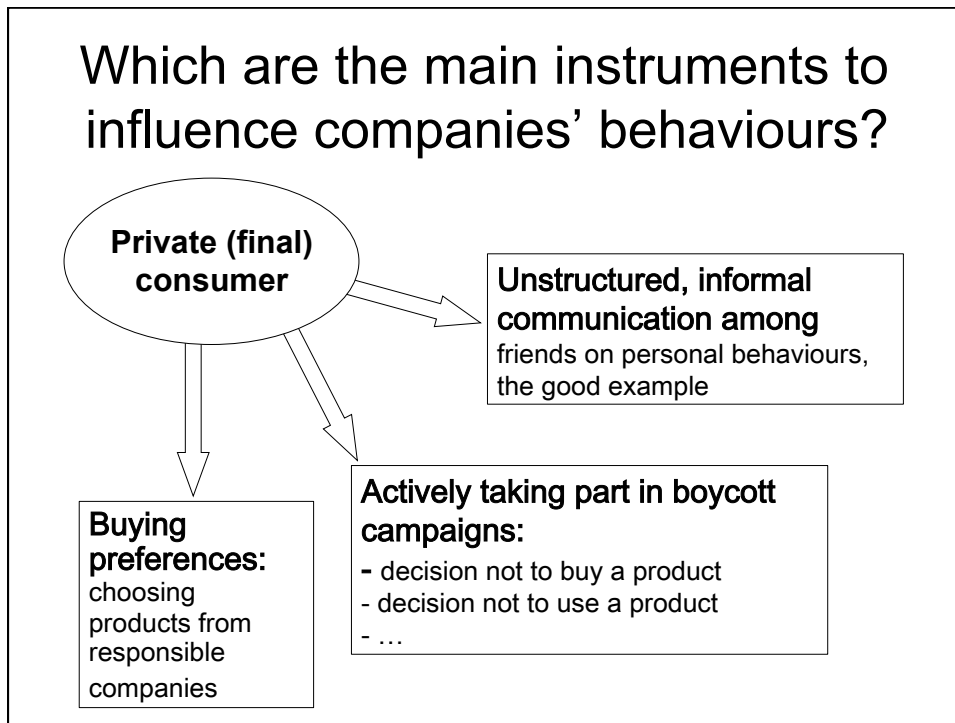 Which are the main instruments to
influence companies’ behaviours?
Private (final)
consumer
Unstructured, informal
communication among
friends on personal behaviours,
the good example
Actively taking part in boycott
campaigns:
- decision not to buy a product
- decision not to use a product
- …
Buying
preferences:
choosing
products from
responsible
companies